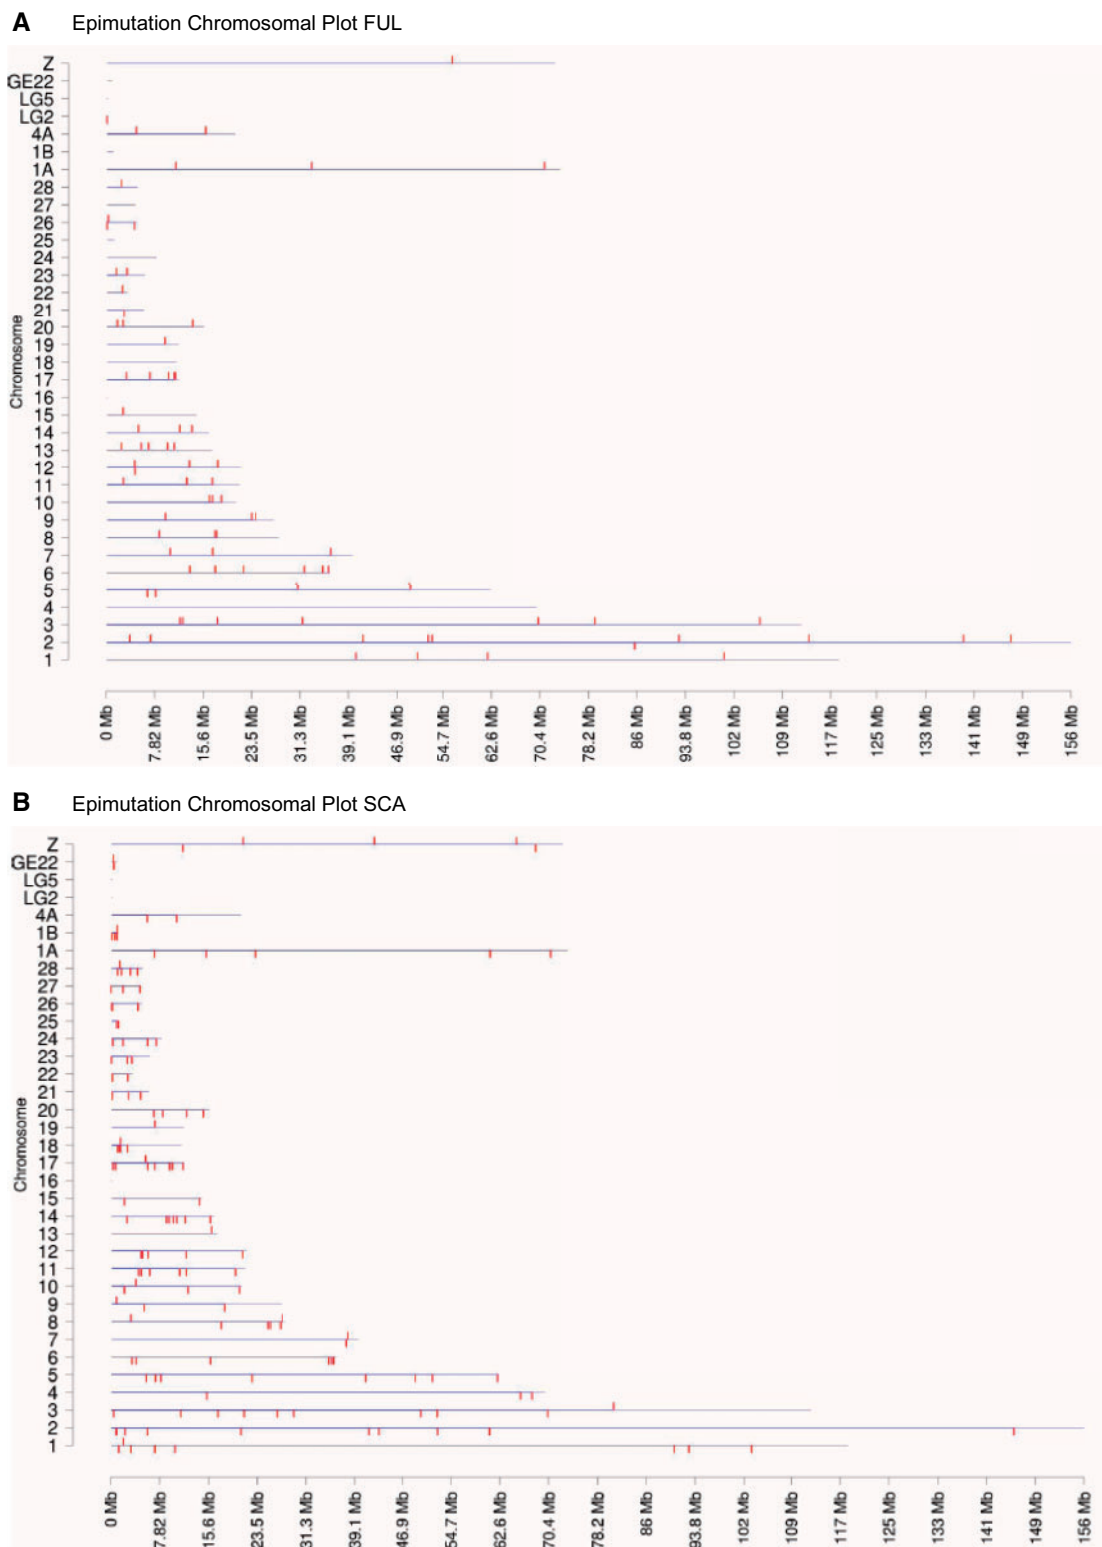 A Epimutation Chromosomal Plot FUL
Z
GE22
LG5
LG2
4A
1B
1A
28
27
26
25
24
23
22
21
20
19
18
17
16
15
14
13
12
11
10
9
8
7
6
5
4
3
2
1
Chromosome
0 Mb
7.82 Mb
15.6 Mb
23.5 Mb
31.3 Mb
39.1 Mb
46.9 Mb
54.7 Mb
62.6 Mb
70.4 Mb
78.2 Mb
86 Mb
93.8 Mb
102 Mb
109 Mb
117 Mb
125 Mb
133 Mb
141 Mb
149 Mb
156 Mb
B Epimutation Chromosomal Plot SCA
Z
GE22
LG5
LG2
4A
1B
1A
28
27
26
25
24
23
22
21
20
19
18
17
16
15
14
13
12
11
10
9
8
7
6
5
4
3
2
1
Chromosome
0 Mb
7.82 Mb
15.6 Mb
23.5 Mb
31.3 Mb
39.1 Mb
46.9 Mb
54.7 Mb
62.6 Mb
70.4 Mb
78.2 Mb
86 Mb
93.8 Mb
102 Mb
109 Mb
117 Mb
125 Mb
133 Mb
141 Mb
149 Mb
156 Mb